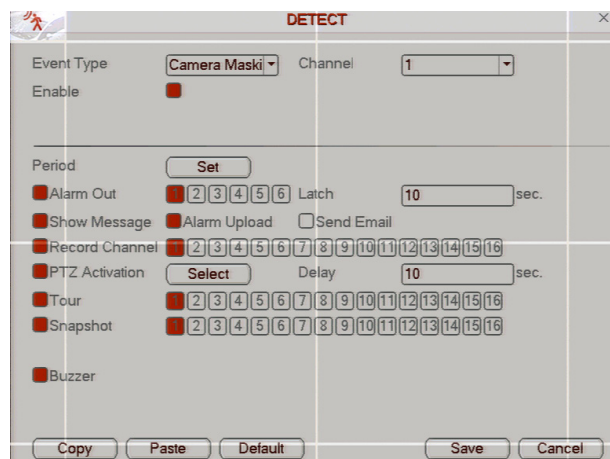 DETECT
Event Type Camera Maski Channel 1
Enable
Period Set
Alarm Out 1 2 3 4 5 6 Latch 10 sec.
Show Message Alarm Upload Send Email
Record Channel 1 2 3 4 5 6 7 8 9 10 11 12 13 14 15 16
PTZ Activation Select Delay 10 sec.
Tour 1 2 3 4 5 6 7 8 9 10 11 12 13 14 15 16
Snapshot 1 2 3 4 5 6 7 8 9 10 11 12 13 14 15 16
Buzzer
Copy Paste Default Save Cancel